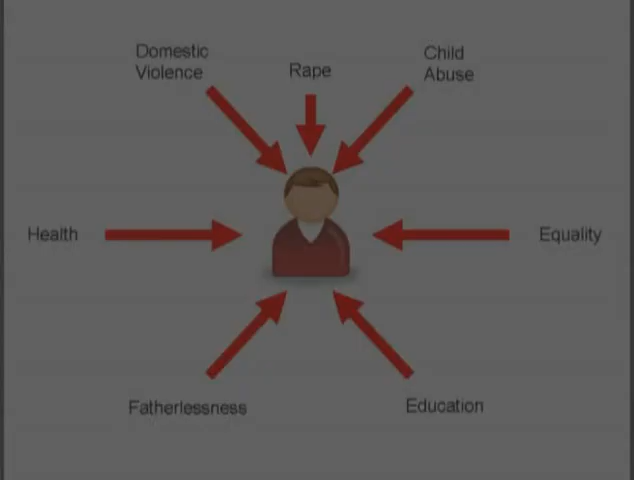 Domestic
Violence
Rape
Child
Abuse
Health
Equality
Fatherlessness
Education